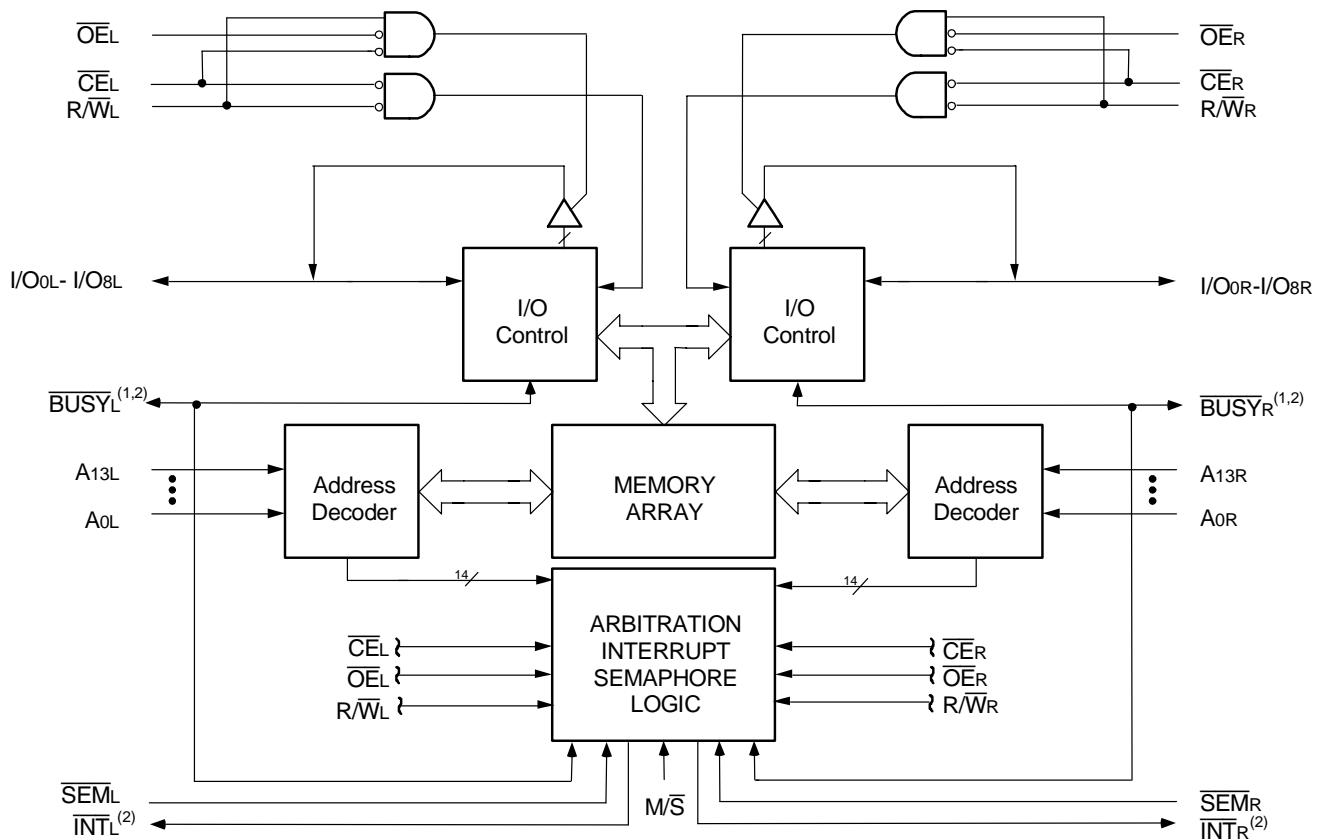 OEL
OER
CEL
CER
R/WL
R/WR
I/O0L- I/O8L
I/O0R-I/O8R
I/O
Control
I/O
Control
BUSYL(1,2)
BUSYR(1,2)
A13L
A0L
Address
Decoder
MEMORY
ARRAY
Address
Decoder
A13R
A0R
14
14
ARBITRATION
INTERRUPT
SEMAPHORE
LOGIC
CEL
OEL
R/WL
CER
OER
R/WR
SEML
INTL(2)
M/S
SEMR
INTR(2)